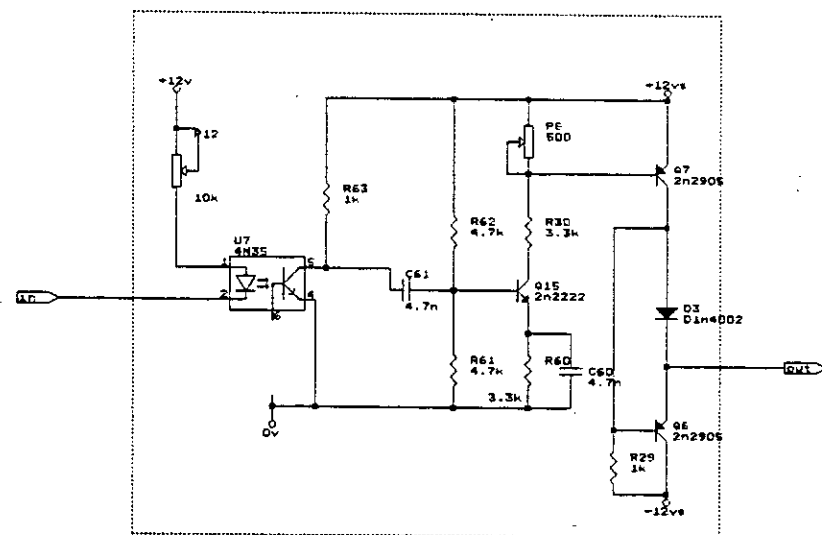 +12v
P12
10k
+12vs
P6
500
Q7
2n2905
R63
1k
R62
4.7k
R30
3.3k
U7
4N35
1
5
2
4
6
C61
4.7n
Q15
2n2222
D3
D1n4002
in
out
R61
4.7k
R60
3.3k
C60
4.7n
0v
Q6
2n2905
R29
1k
-12vs